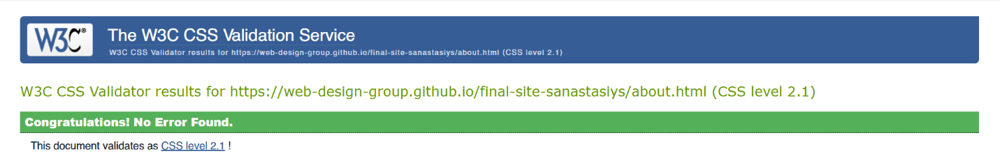 W3C®
The W3C CSS Validation Service
W3C CSS Validator results for https://web-design-group.github.io/final-site-sanastasiys/about.html (CSS level 2.1)
W3C CSS Validator results for https://web-design-group.github.io/final-site-sanastasiys/about.html (CSS level 2.1)
Congratulations! No Error Found.
This document validates as CSS level 2.1 !